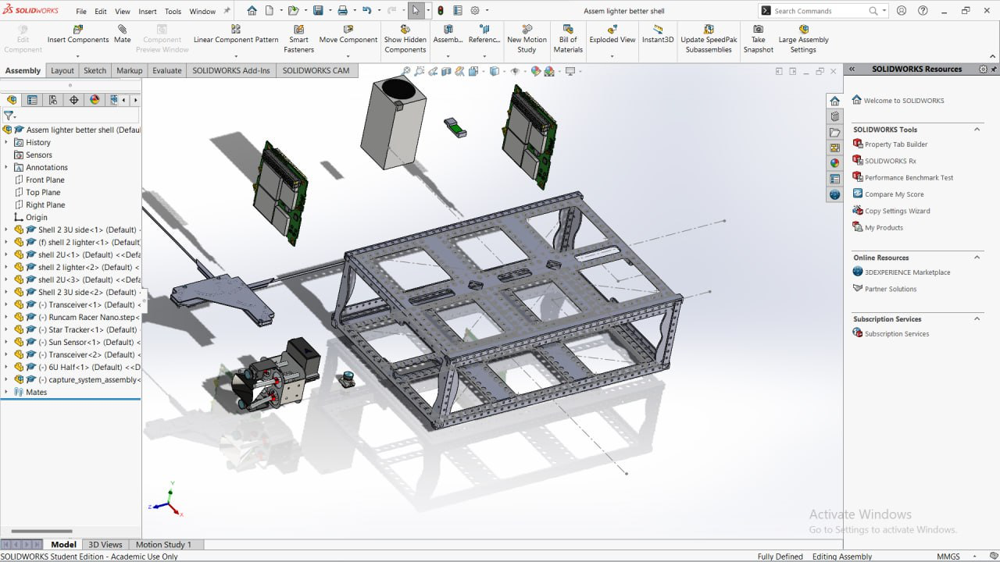 SOLIDWORKS File Edit View Insert Tools Window Assem lighter better shell Search Commands
Edit Component Insert Components Mate Component Preview Window Linear Component Pattern Smart Fasteners Move Component Show Hidden Components Assemb... Referenc... New Motion Study Bill of Materials Exploded View Instant3D Update SpeedPak Subassemblies Take Snapshot Large Assembly Settings
Assembly Layout Sketch Markup Evaluate SOLIDWORKS Add-Ins SOLIDWORKS CAM
Assem lighter better shell (Defau
History
Sensors
Annotations
Front Plane
Top Plane
Right Plane
Origin
Shell 2 3U side<1> (Default)
(f) shell 2 lighter<1> (Default)
shell 2U<1> (Default) <<Defa
shell 2 lighter<2> (Default) <
shell 2U<3> (Default) <<Defa
Shell 2 3U side<2> (Default)
(-) Transceiver<1> (Default)
(-) Runcam Racer Nano.step<
(-) Star Tracker<1> (Default)
(-) Sun Sensor<1> (Default) <
(-) Transceiver<2> (Default)
(-) 6U Half<1> (Default) <<D
(-) capture_system_assembly<
Mates
Y
Z
X
SOLIDWORKS Resources
Welcome to SOLIDWORKS
SOLIDWORKS Tools
Property Tab Builder
SOLIDWORKS Rx
Performance Benchmark Test
Compare My Score
Copy Settings Wizard
My Products
Online Resources
3DEXPERIENCE Marketplace
Partner Solutions
Subscription Services
Subscription Services
Activate Windows
Go to Settings to activate Windows.
Model 3D Views Motion Study 1
SOLIDWORKS Student Edition - Academic Use Only Fully Defined Editing Assembly MMGS